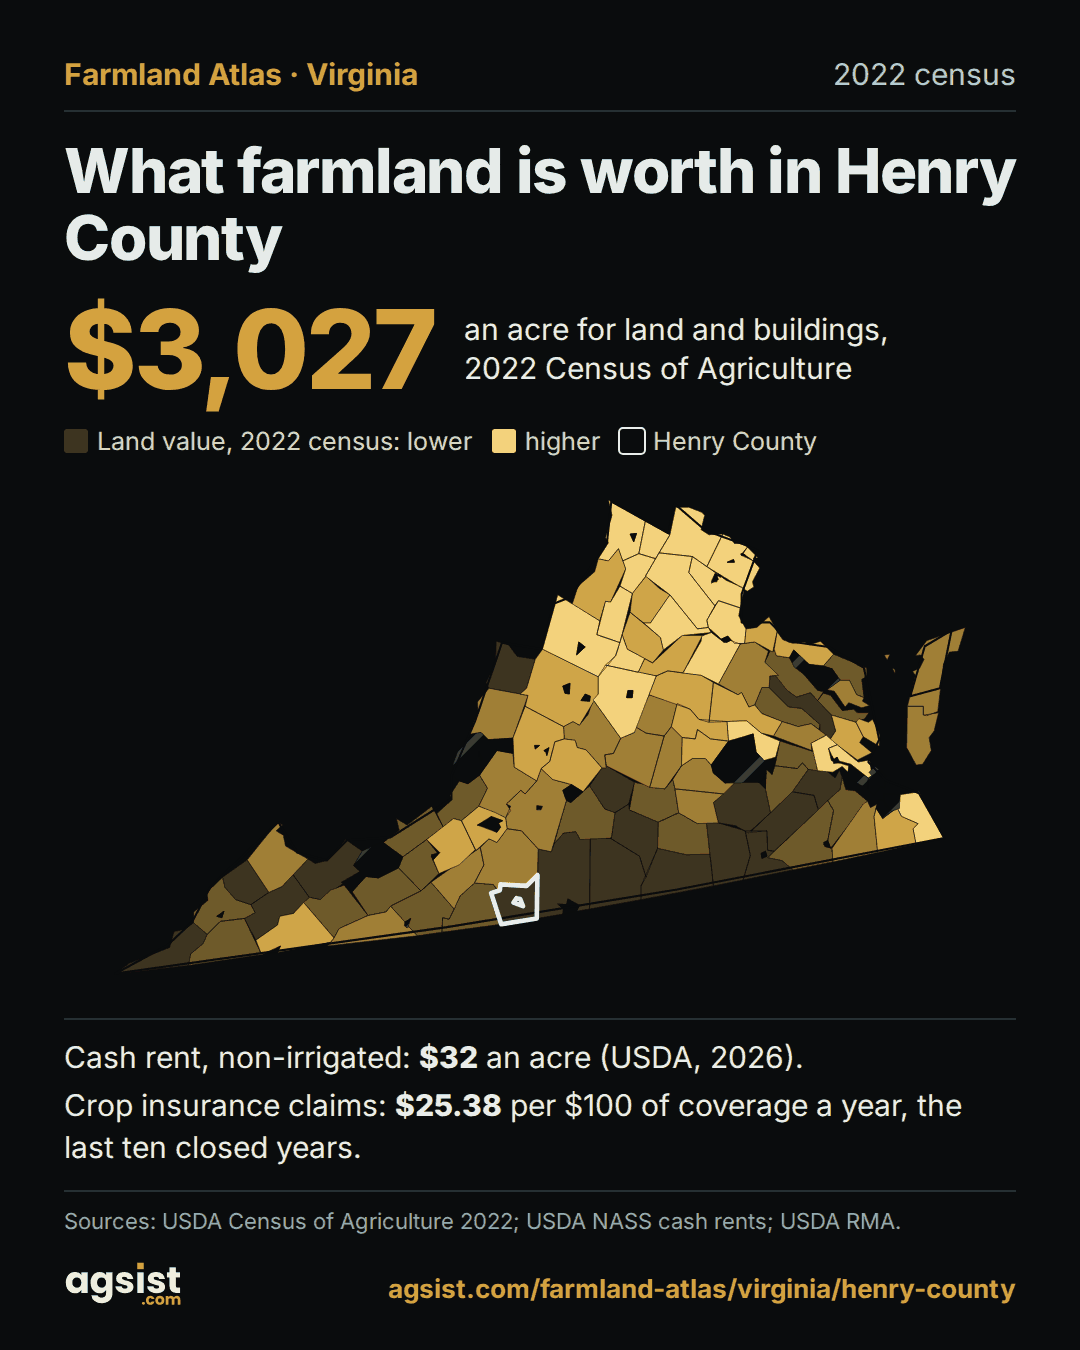 Farmland Atlas · Virginia
2022 census
What farmland is worth in Henry
County
$3,027
an acre for land and buildings,
2022 Census of Agriculture
Land value, 2022 census: lower
higher
Henry County
Cash rent, non-irrigated: $32 an acre (USDA, 2026).
Crop insurance claims: $25.38 per $100 of coverage a year, the
last ten closed years.
Sources: USDA Census of Agriculture 2022; USDA NASS cash rents; USDA RMA.
agsist
.com
agsist.com/farmland-atlas/virginia/henry-county